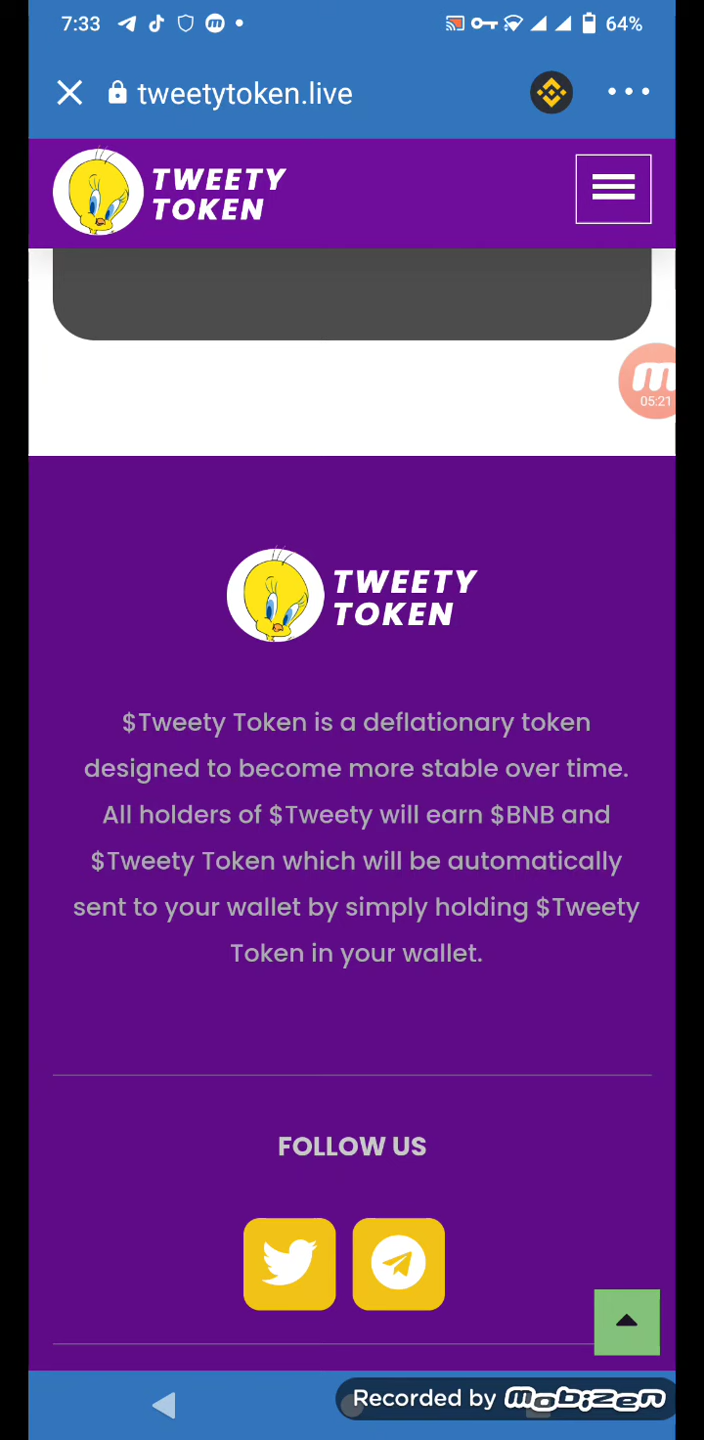 7:33
64%
tweetytoken.live
TWEETY
TOKEN
05:21
TWEETY
TOKEN
$Tweety Token is a deflationary token
designed to become more stable over time.
All holders of $Tweety will earn $BNB and
$Tweety Token which will be automatically
sent to your wallet by simply holding $Tweety
Token in your wallet.
FOLLOW US
Recorded by mobizen